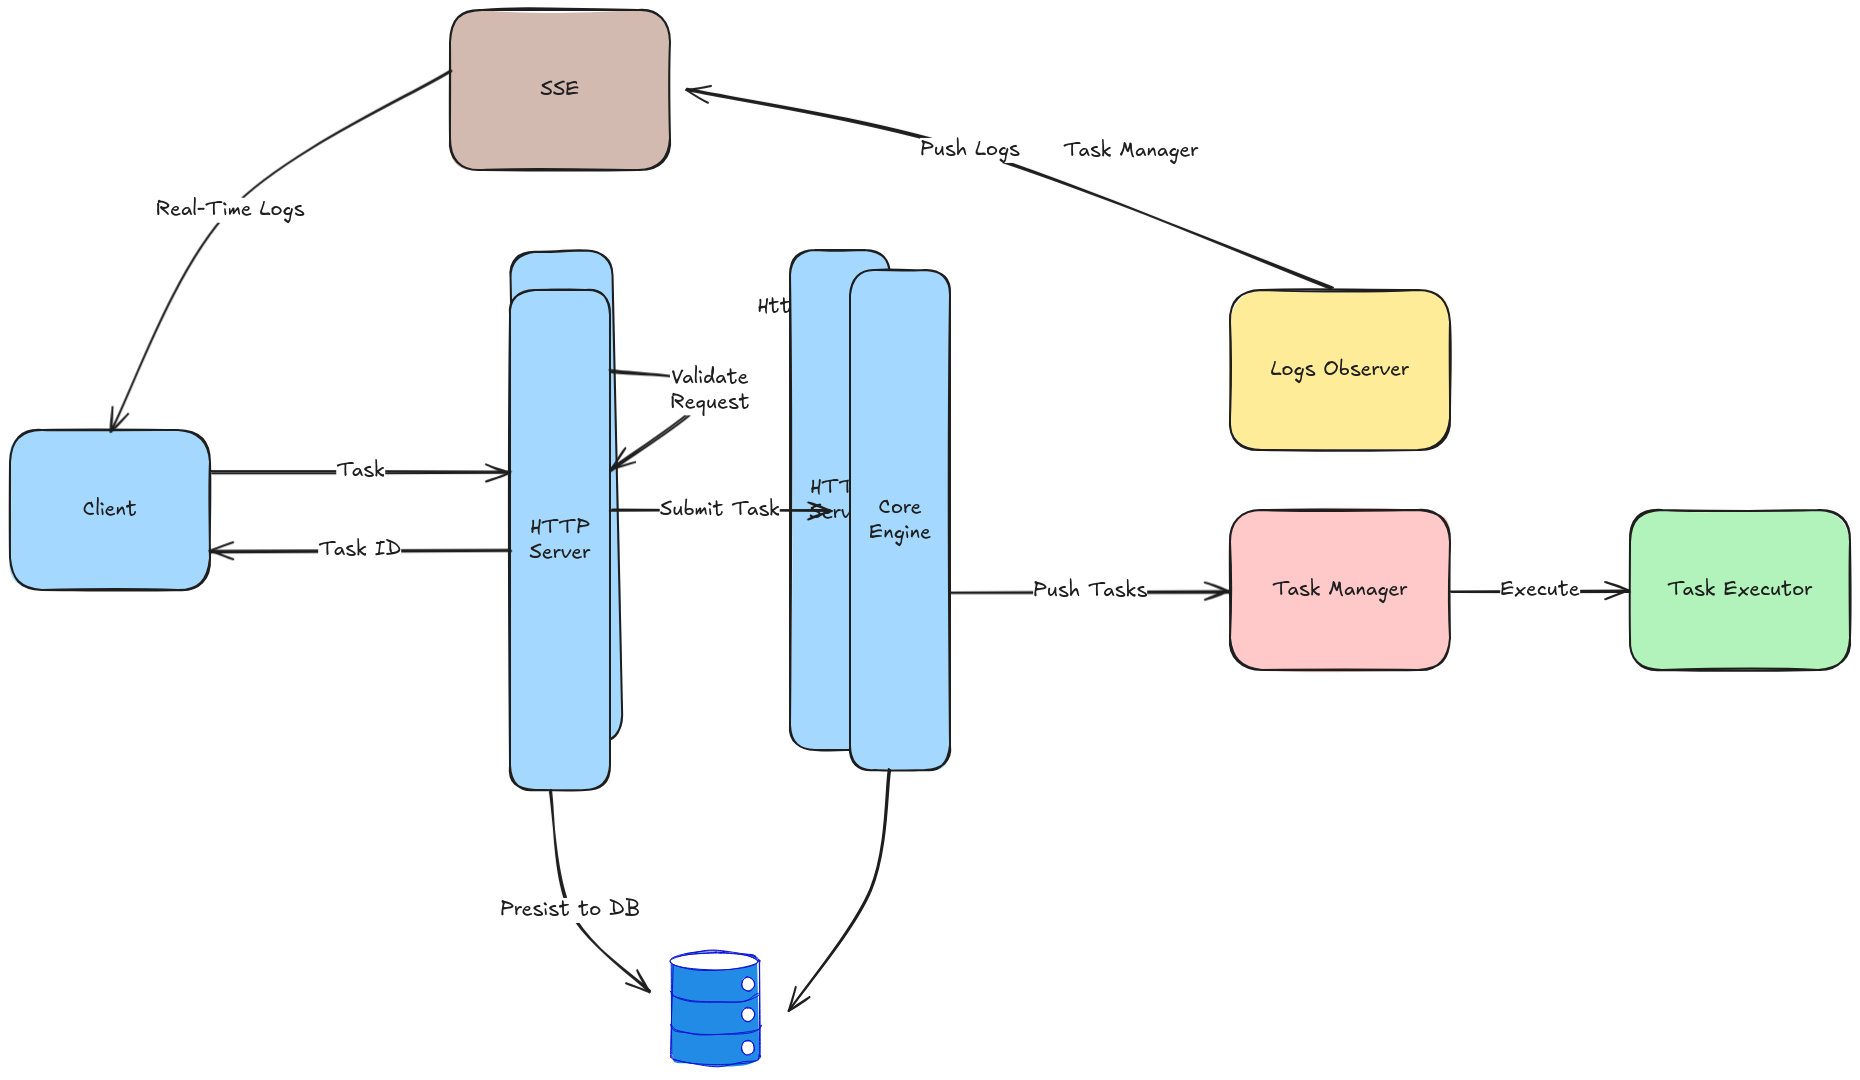 SSE
Push Logs
Task Manager
Real-Time Logs
Htt
Validate
Request
Logs Observer
Task
Client
Submit Task
HTT
Serv
Core
Engine
HTTP
Server
Task ID
Push Tasks
Task Manager
Execute
Task Executor
Presist to DB